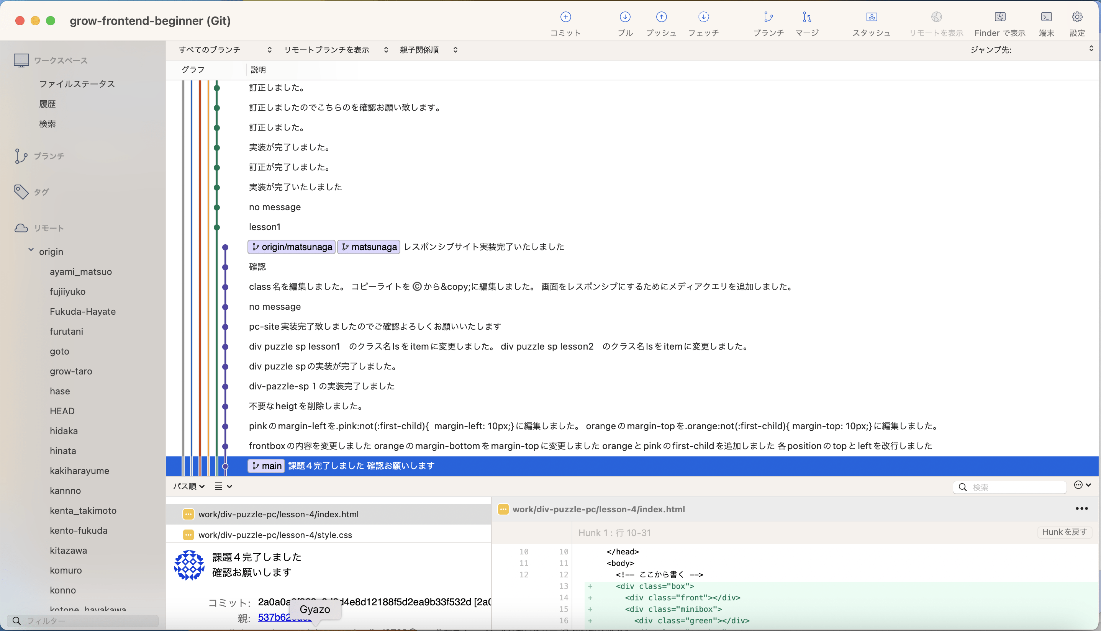 grow-frontend-beginner (Git)
コミット
プル
プッシュ
フェッチ
ブランチ
マージ
スタッシュ
リモートを表示
Finder で表示
端末
設定
ワークスペース
ファイルステータス
履歴
検索
ブランチ
タグ
リモート
origin
ayami_matsuo
fujiiyuko
Fukuda-Hayate
furutani
goto
grow-taro
hase
HEAD
hidaka
hinata
kakiharayume
kannno
kenta_takimoto
kento-fukuda
kitazawa
komuro
konno
kotone_hayakawa
フィルター
すべてのブランチ リモートブランチを表示 親子関係順 ジャンプ先:
グラフ 説明
訂正しました。
訂正しましたのでこちらのを確認お願い致します。
訂正しました。
実装が完了しました。
訂正が完了しました。
実装が完了いたしました
no message
lesson1
origin/matsunaga matsunaga レスポンシブサイト実装完了いたしました
確認
class名を編集しました。 コピーライトを ©から&copy;に編集しました。 画面をレスポンシブにするためにメディアクエリを追加しました。
no message
pc-site実装完了致しましたのでご確認よろしくお願いいたします
div puzzle sp lesson1 のクラス名lsをitemに変更しました。 div puzzle sp lesson2 のクラス名lsをitemに変更しました。
div puzzle spの実装が完了しました。
div-pazzle-sp 1 の実装完了しました
不要なheigtを削除しました。
pinkのmargin-leftを.pink:not(:first-child){ margin-left: 10px;}に編集しました。 orangeのmargin-topを.orange:not(:first-child){ margin-top: 10px;}に編集しました。
frontboxの内容を変更しました orangeのmargin-bottomをmargin-topに変更しました orangeとpinkのfirst-childを追加しました 各positionのtopとleftを改行しました
main 課題４完了しました 確認お願いします
パス順
検索
work/div-puzzle-pc/lesson-4/index.html
work/div-puzzle-pc/lesson-4/style.css
課題４完了しました
確認お願いします
コミット:
親:
Gyazo
work/div-puzzle-pc/lesson-4/index.html
Hunk 1 : 行 10-31 Hunkを戻す
10 10 </head>
11 11 <body>
12 12 <!-- ここから書く -->
13 + <div class="box">
14 + <div class="front"></div>
15 + <div class="minibox">
16 + <div class="green"></div>